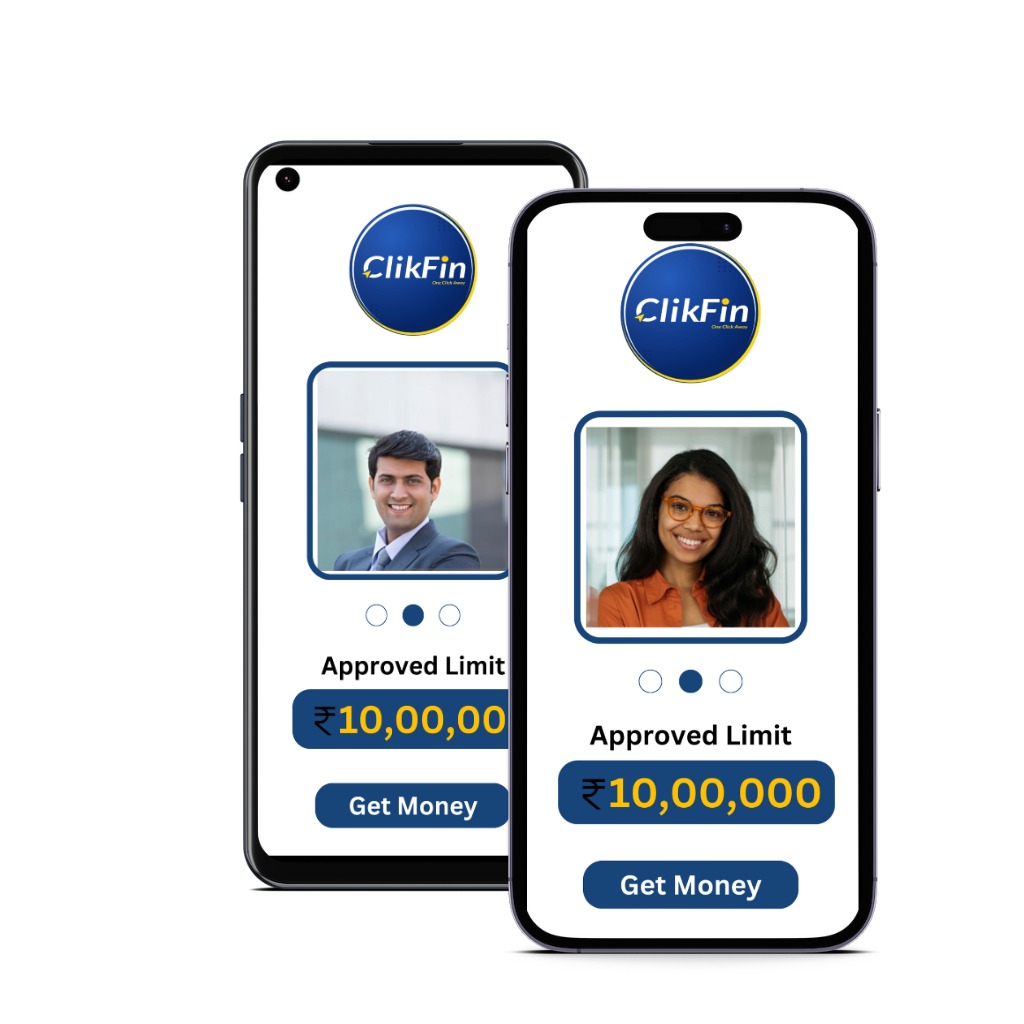 ClikFin
One Click Away
Approved Limit
₹10,00,00
Get Money
ClikFin
One Click Away
Approved Limit
₹10,00,000
Get Money